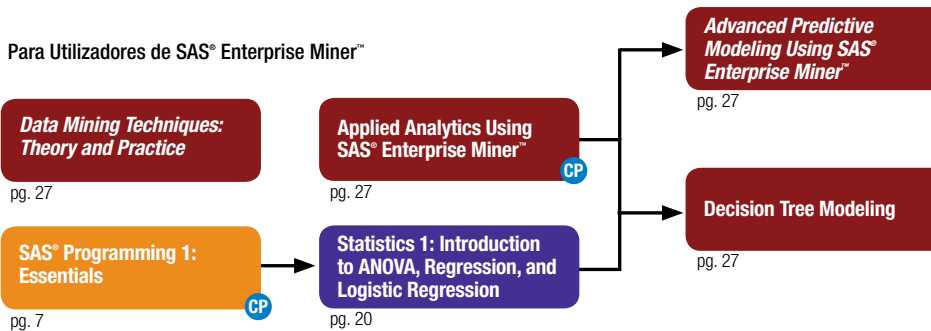 Para Utilizadores de SAS® Enterprise Miner™
Data Mining Techniques:
Theory and Practice
pg. 27
Applied Analytics Using
SAS® Enterprise Miner™
CP
pg. 27
Advanced Predictive
Modeling Using SAS®
Enterprise Miner™
pg. 27
SAS® Programming 1:
Essentials
CP
pg. 7
Statistics 1: Introduction
to ANOVA, Regression, and
Logistic Regression
pg. 20
Decision Tree Modeling
pg. 27